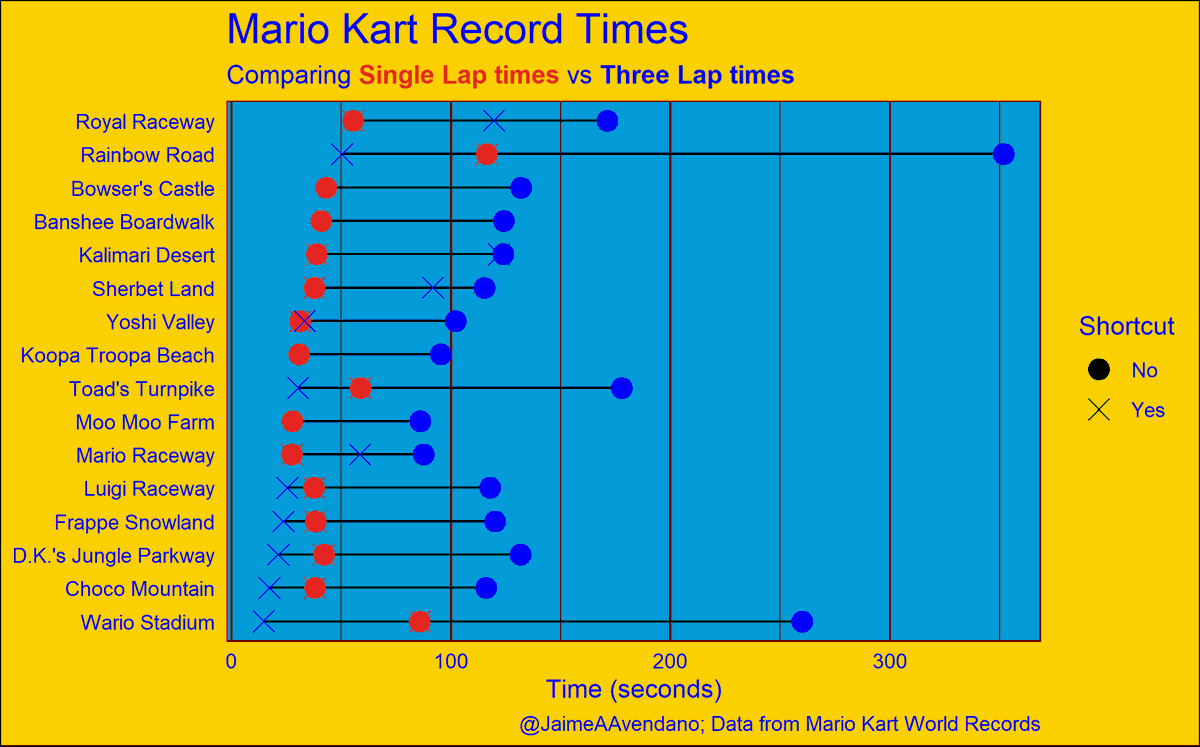 Mario Kart Record Times
Comparing Single Lap times vs Three Lap times
Royal Raceway
Rainbow Road
Bowser's Castle
Banshee Boardwalk
Kalimari Desert
Sherbet Land
Yoshi Valley
Koopa Troopa Beach
Toad's Turnpike
Moo Moo Farm
Mario Raceway
Luigi Raceway
Frappe Snowland
D.K.'s Jungle Parkway
Choco Mountain
Wario Stadium
0 100 200 300
Time (seconds)
Shortcut
No
Yes
@JaimeAAvendano; Data from Mario Kart World Records